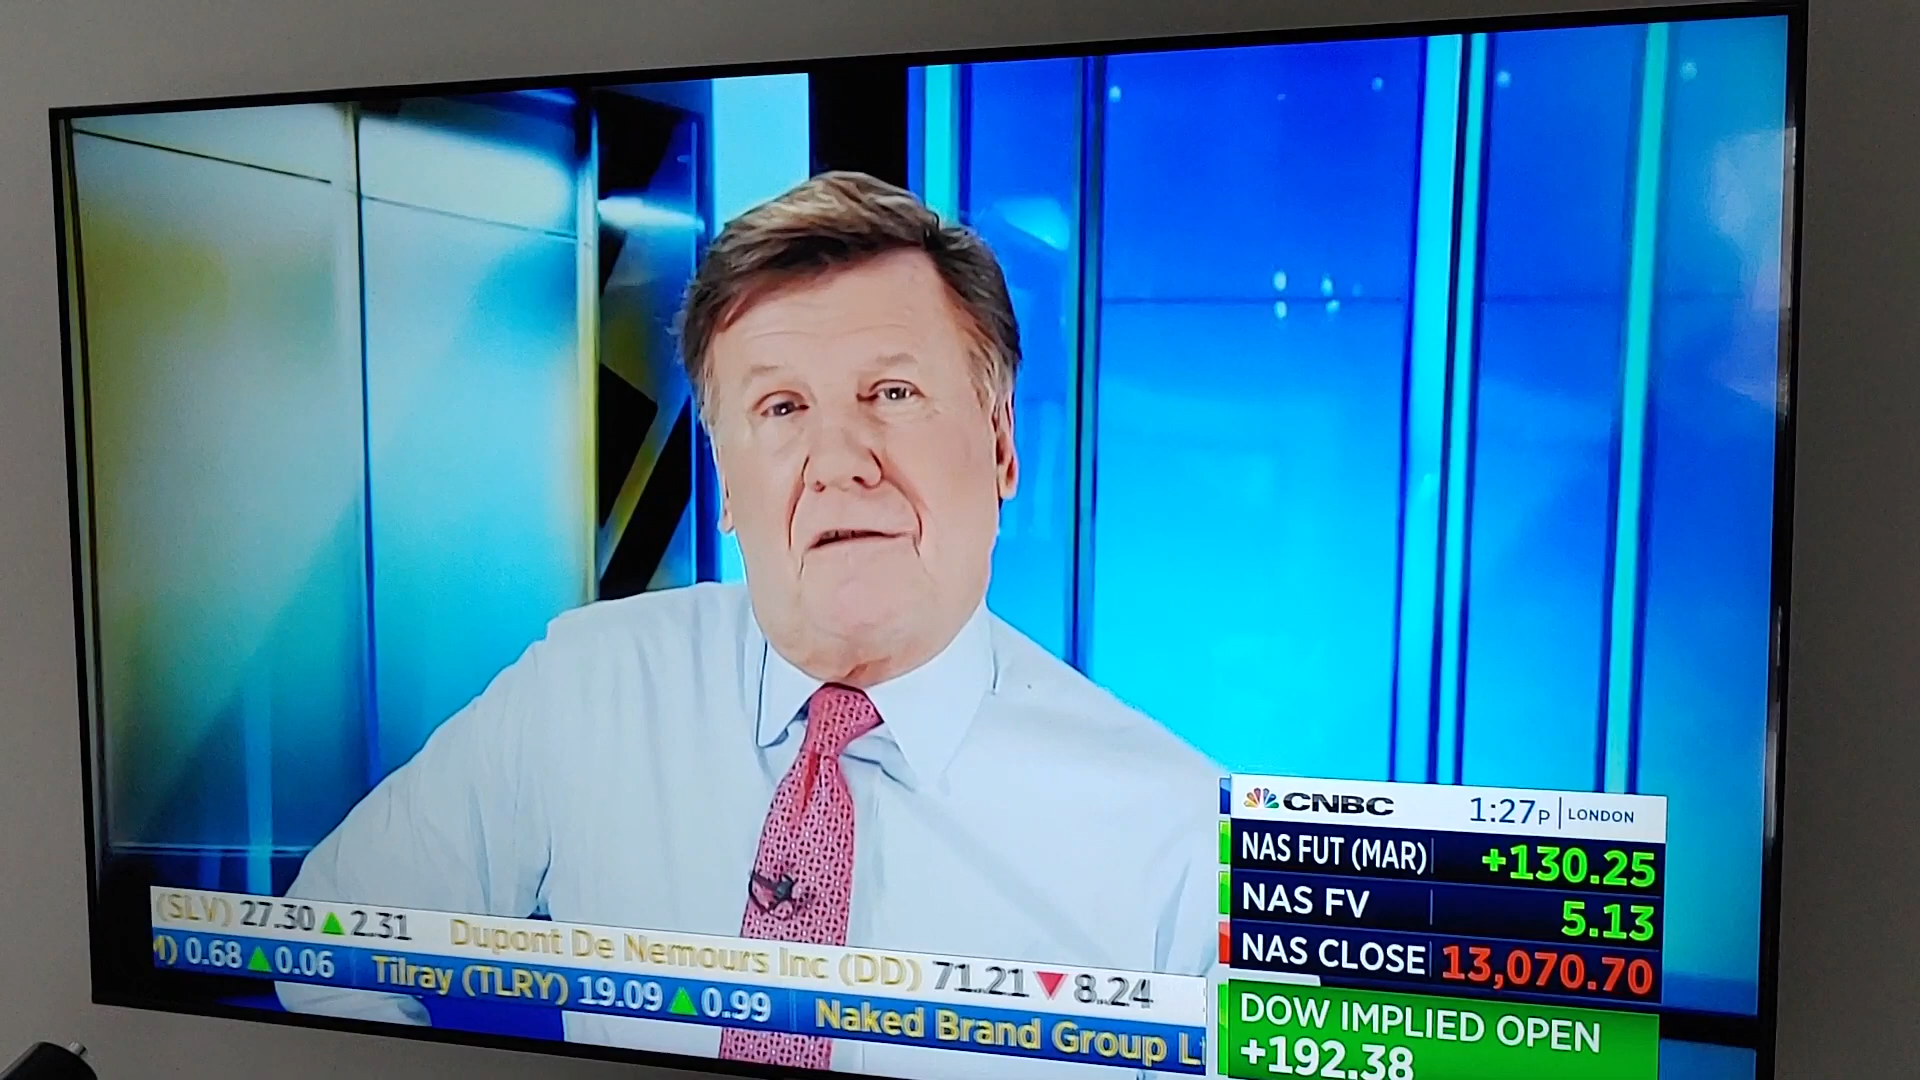 (SLV) 27.30 ▲ 2.31 Dupont De Nemours Inc (DD) 71.21 ▼ 8.24
) 0.68 ▲ 0.06 Tilray (TLRY) 19.09 ▲ 0.99 Naked Brand Group L
CNBC 1:27P | LONDON
NAS FUT (MAR) +130.25
NAS FV 5.13
NAS CLOSE 13,070.70
DOW IMPLIED OPEN
+192.38